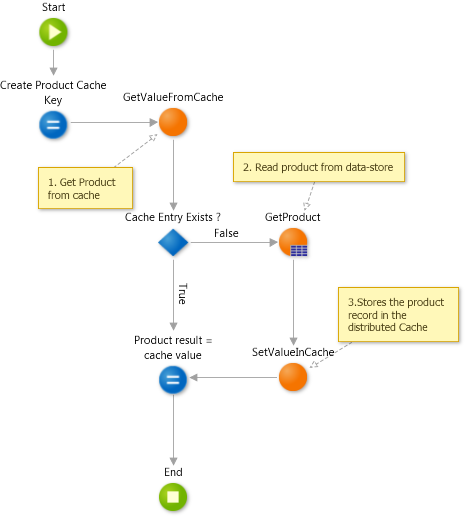 Start
Create Product Cache
Key
GetValueFromCache
1. Get Product
from cache
2. Read product from data-store
Cache Entry Exists ?
False
GetProduct
True
3.Stores the product
record in the
distributed Cache
Product result =
cache value
SetValueInCache
End